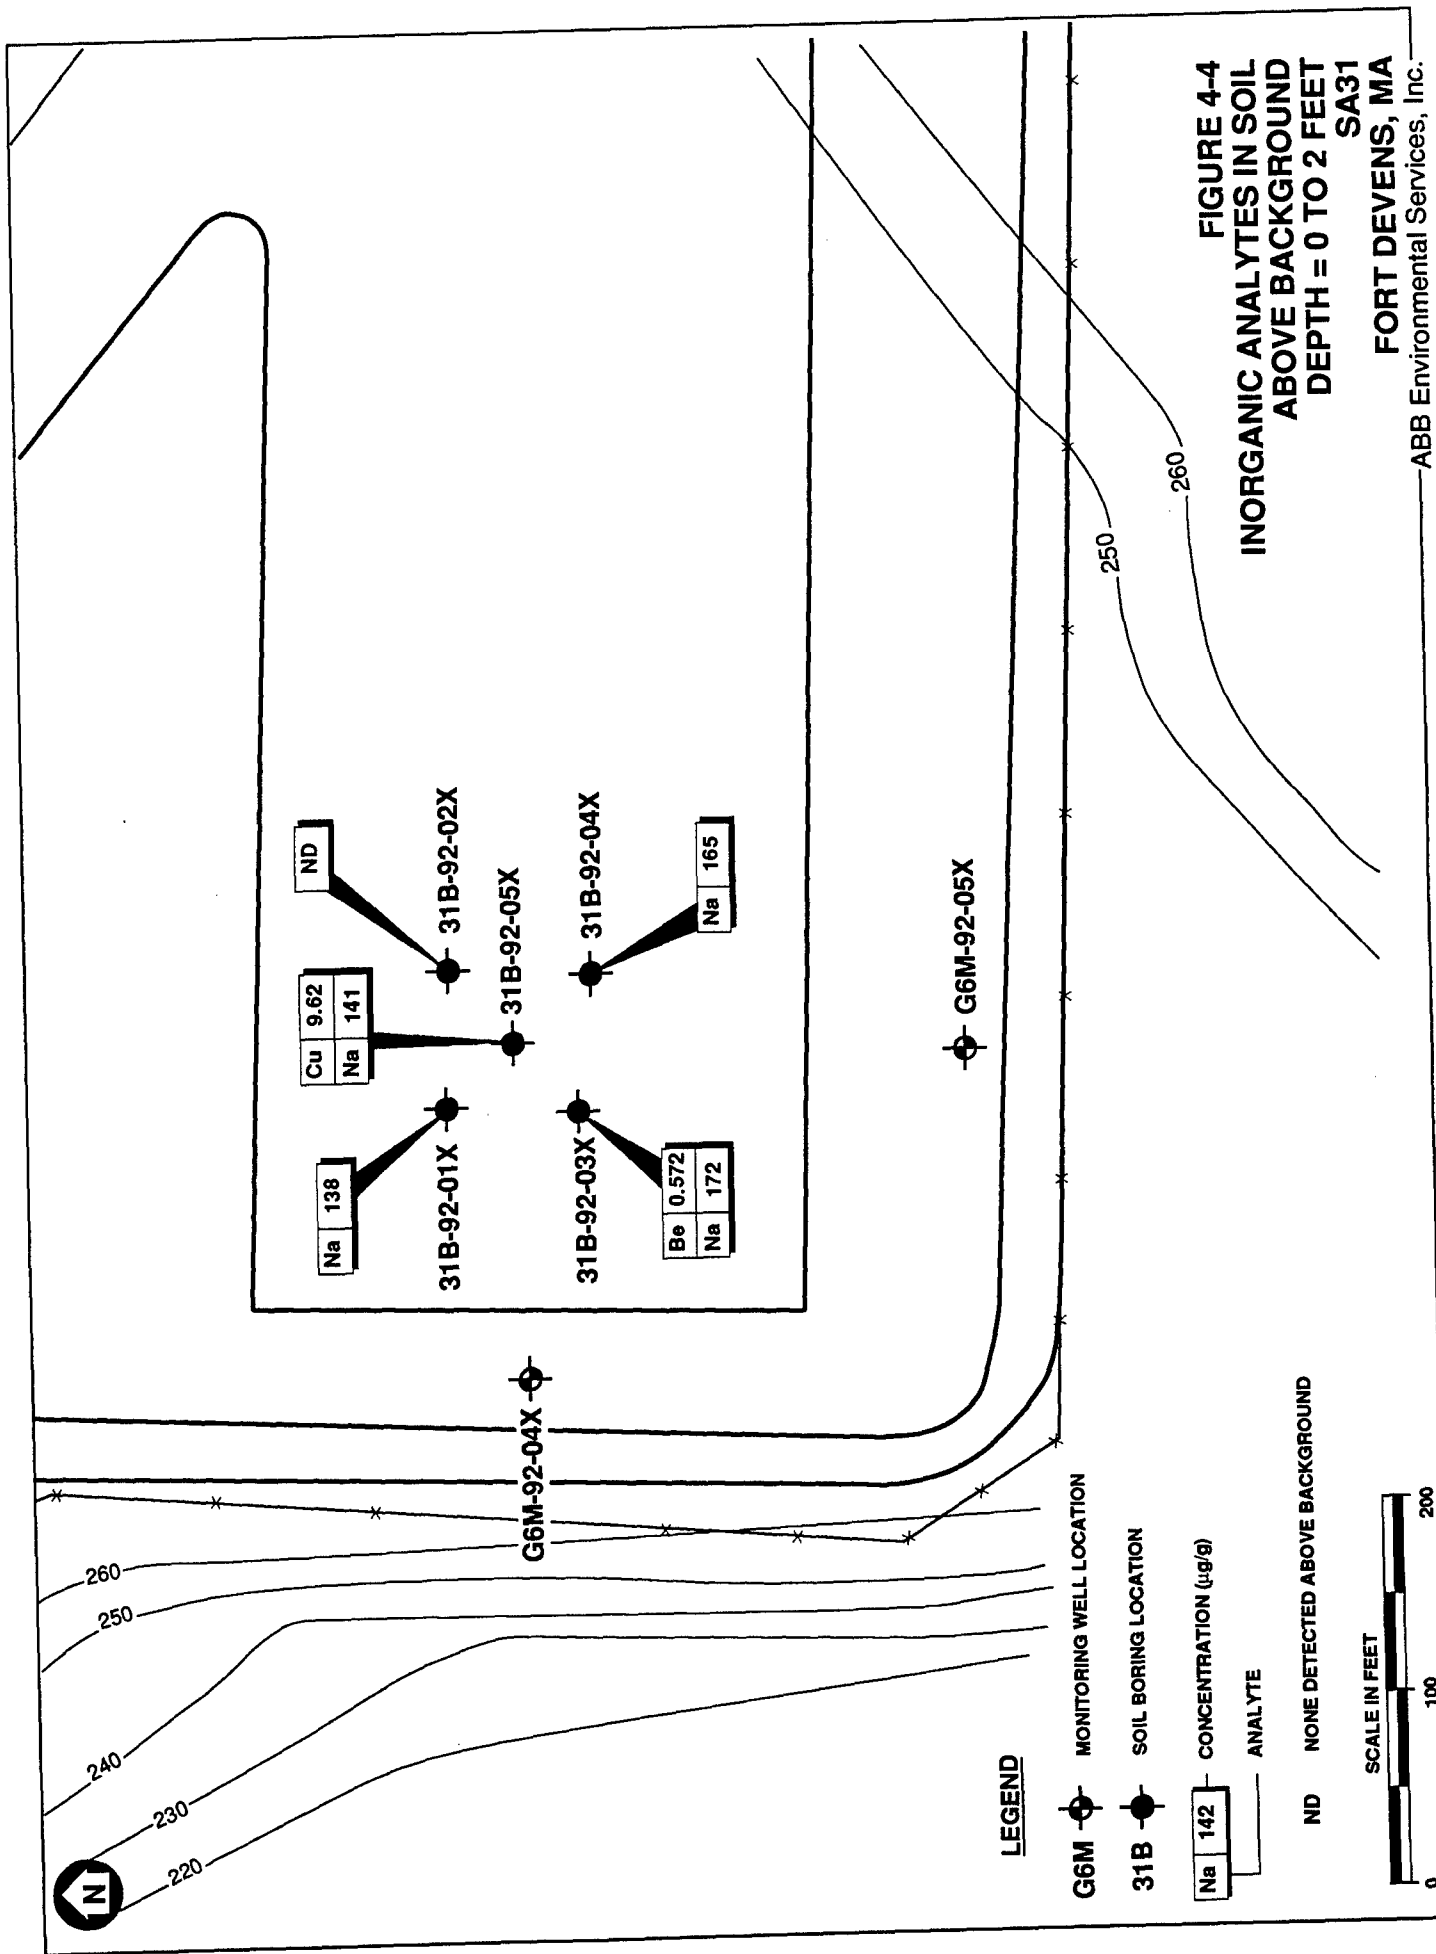 N
260
250
240
230
220
Na 138
31B-92-01X
Cu 9.62
Na 141
31B-92-05X
ND
31B-92-02X
31B-92-03X
Be 0.572
Na 172
31B-92-04X
Na 165
G6M-92-04X
G6M-92-05X
250
260
LEGEND
G6M MONITORING WELL LOCATION
31B SOIL BORING LOCATION
Na 142 CONCENTRATION (µg/g)
ANALYTE
ND NONE DETECTED ABOVE BACKGROUND
SCALE IN FEET
0 100 200
FIGURE 4-4
INORGANIC ANALYTES IN SOIL
ABOVE BACKGROUND
DEPTH = 0 TO 2 FEET
SA31
FORT DEVENS, MA
ABB Environmental Services, Inc.